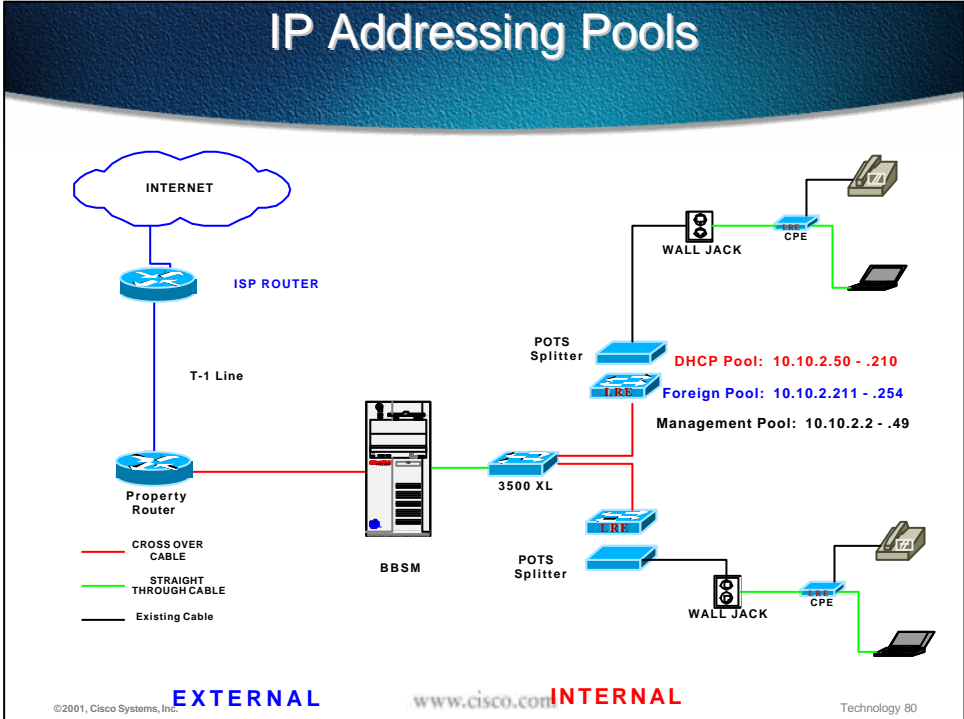 IP Addressing Pools
INTERNET
ISP ROUTER
T-1 Line
Property
Router
CROSS OVER
CABLE
STRAIGHT
THROUGH CABLE
Existing Cable
BBSM
3500 XL
POTS
Splitter
LRE
WALL JACK
LRE
CPE
DHCP Pool: 10.10.2.50 - .210
Foreign Pool: 10.10.2.211 - .254
Management Pool: 10.10.2.2 - .49
LRE
POTS
Splitter
WALL JACK
LRE
CPE
©2001, Cisco Systems, Inc.
EXTERNAL
www.cisco.com
INTERNAL
Technology 80